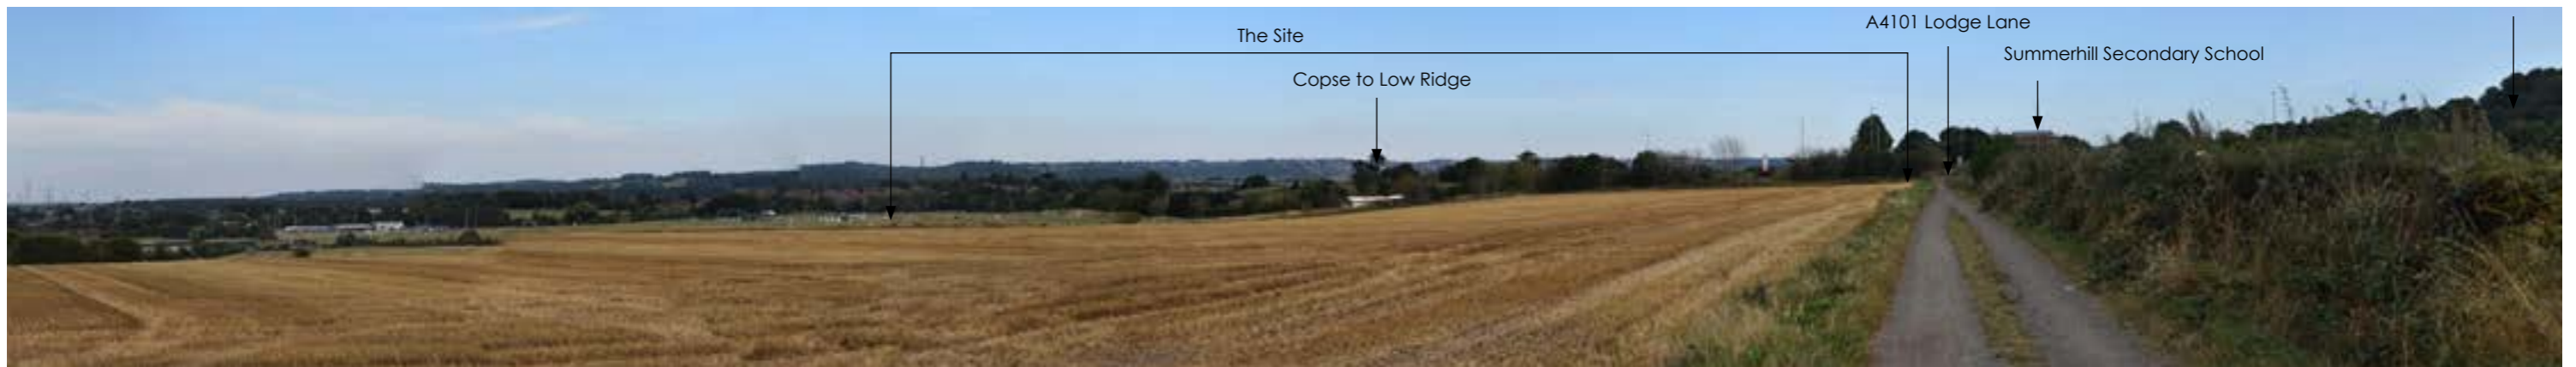 A4101 Lodge Lane
The Site
Summerhill Secondary School
Copse to Low Ridge